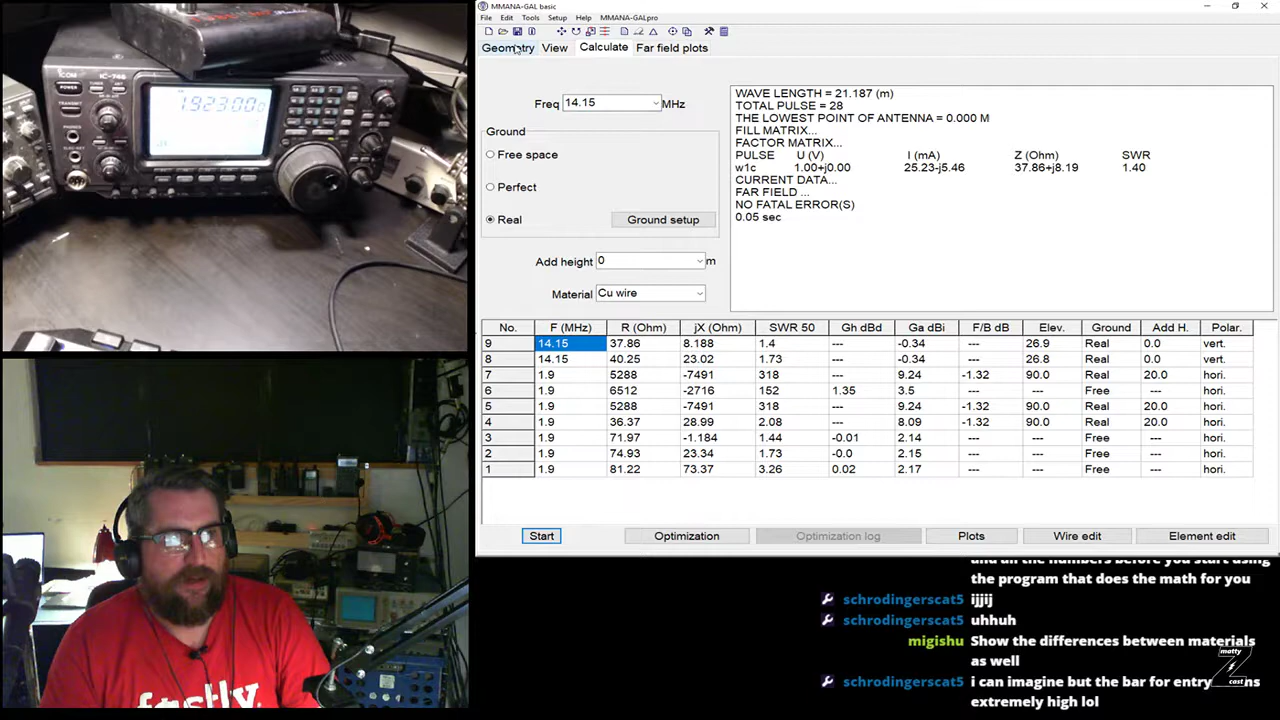 MMANA-GAL basic
File Edit Tools Setup Help MMANA-GALpro
Geometry View Calculate Far field plots
Freq 14.15 MHz
Ground
Free space
Perfect
Real Ground setup
Add height 0 m
Material Cu wire
WAVE LENGTH = 21.187 (m)
TOTAL PULSE = 28
THE LOWEST POINT OF ANTENNA = 0.000 M
FILL MATRIX...
FACTOR MATRIX...
PULSE U (V) I (mA) Z (Ohm) SWR
w1c 1.00+j0.00 25.23-j5.46 37.86+j8.19 1.40
CURRENT DATA...
FAR FIELD ...
NO FATAL ERROR(S)
0.05 sec
No. F (MHz) R (Ohm) jX (Ohm) SWR 50 Gh dBd Ga dBi F/B dB Elev. Ground Add H. Polar.
9 14.15 37.86 8.188 1.4 --- -0.34 --- 26.9 Real 0.0 vert.
8 14.15 40.25 23.02 1.73 --- -0.34 --- 26.8 Real 0.0 vert.
7 1.9 5288 -7491 318 --- 9.24 -1.32 90.0 Real 20.0 hori.
6 1.9 6512 -2716 152 1.35 3.5 --- --- Free --- hori.
5 1.9 5288 -7491 318 --- 9.24 -1.32 90.0 Real 20.0 hori.
4 1.9 36.37 28.99 2.08 --- 8.09 -1.32 90.0 Real 20.0 hori.
3 1.9 71.97 -1.184 1.44 -0.01 2.14 --- --- Free --- hori.
2 1.9 74.93 23.34 1.73 -0.0 2.15 --- --- Free --- hori.
1 1.9 81.22 73.37 3.26 0.02 2.17 --- --- Free --- hori.
Start Optimization Optimization log Plots Wire edit Element edit
and all the numbers before you start using
the program that does the math for you
schrodingerscat5 ijjij
schrodingerscat5 uhhuh
migishu Show the differences between materials
as well
schrodingerscat5 i can imagine but the bar for entry
extremely high lol
matty
Z
cast
ICOM
IC-746
POWER
TRANSMIT
PHONES
TUNER
fastly.